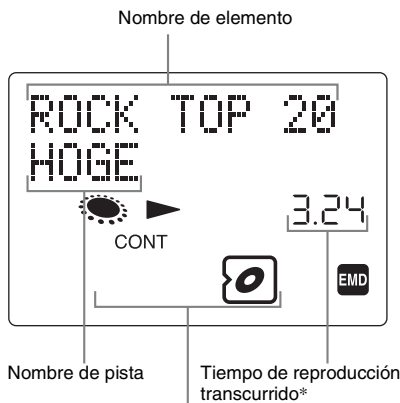 Nombre de elemento
ROCK TOP 20
HOGE
3.24
CONT
EMD
Nombre de pista
Tiempo de reproducción
transcurrido*